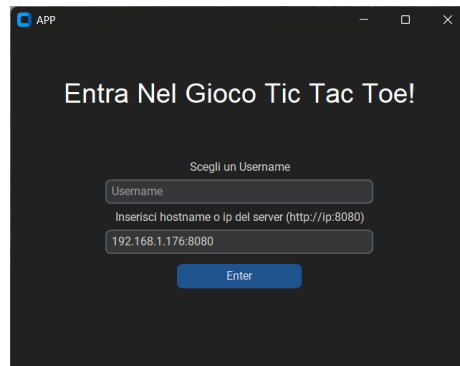 APP
Entra Nel Gioco Tic Tac Toe!
Scegli un Username
Username
Inserisci hostname o ip del server (http://ip:8080)
192.168.1.176:8080
Enter